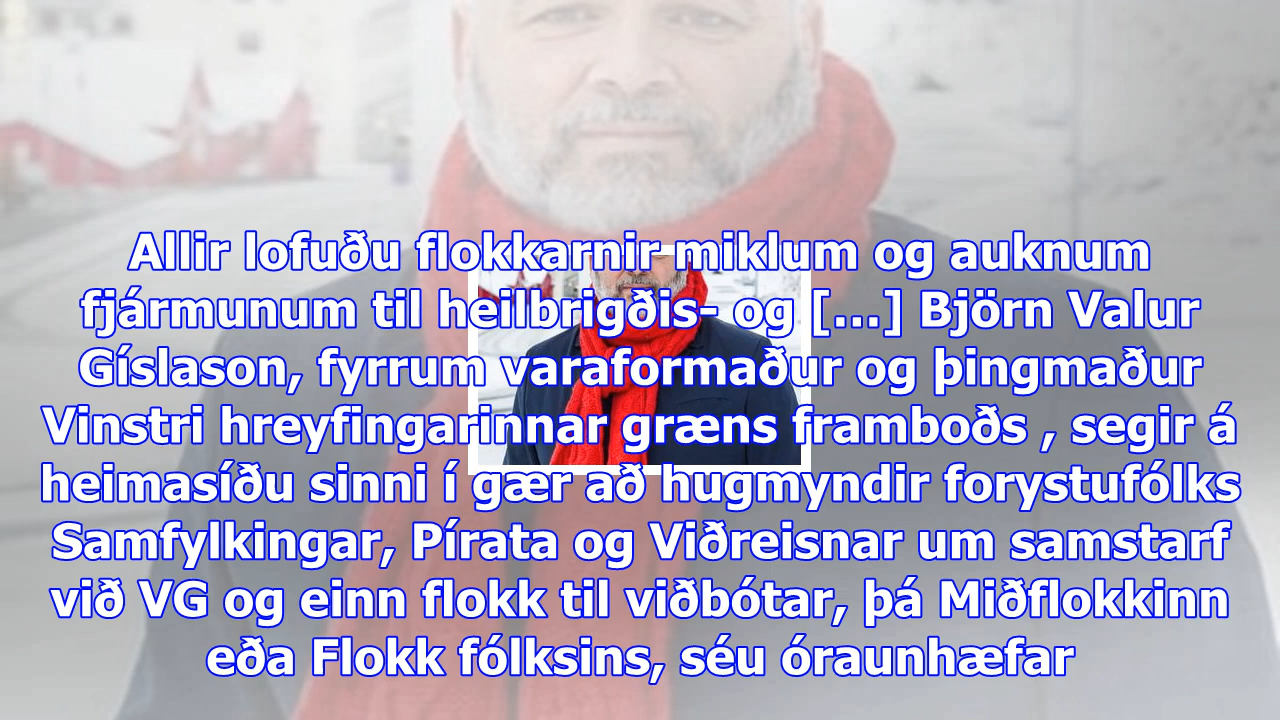 Allir lofuðu flokkarnir miklum og auknum
fjármunum til heilbrigðis- og [...] Björn Valur
Gíslason, fyrrum varaformaður og þingmaður
Vinstri hreyfingarinnar græns framboðs , segir á
heimasíðu sinni í gær að hugmyndir forystufólks
Samfylkingar, Pírata og Viðreisnar um samstarf
við VG og einn flokk til viðbótar, þá Miðflokkinn
eða Flokk fólksins, séu óraunhæfar